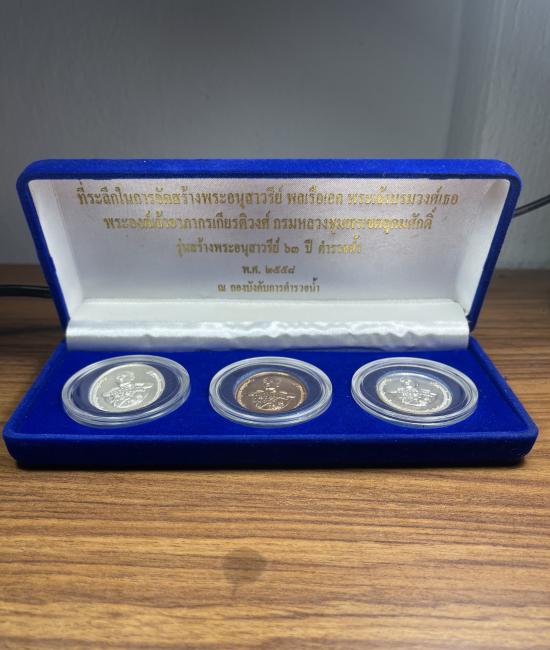 ที่ระลึกในการจัดสร้างพระอนุสาวรีย์ พลเรือเอก พระเจ้าบรมวงศ์เธอ
พระองค์เจ้าอาภากรเกียรติวงศ์ กรมหลวงชุมพรเขตอุดมศักดิ์
รุ่นสร้างพระอนุสาวรีย์ ๖๓ ปี ตำรวจน้ำ
พ.ศ. ๒๕๕๘
ณ กองบังคับการตำรวจน้ำ